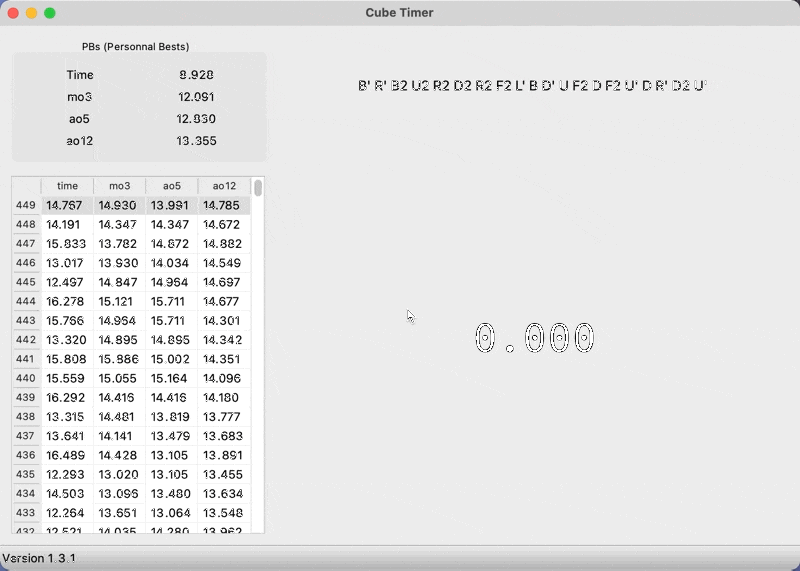 Cube Timer
PBs (Personnal Bests)
Time 8.928
mo3 12.091
ao5 12.830
ao12 13.355
B' R' B2 U2 R2 D2 R2 F2 L' B D' U F2 D F2 U' D R' D2 U'
time mo3 ao5 ao12
449 14.767 14.930 13.991 14.785
448 14.191 14.347 14.347 14.672
447 15.833 13.782 14.872 14.882
446 13.017 13.930 14.034 14.549
445 12.497 14.847 14.964 14.697
444 16.278 15.121 15.711 14.677
443 15.766 14.964 15.711 14.301
442 13.320 14.895 14.895 14.342
441 15.808 15.886 15.002 14.351
440 15.559 15.055 15.164 14.096
439 16.292 14.416 14.416 14.180
438 13.315 14.481 13.819 13.777
437 13.641 14.141 13.479 13.683
436 16.489 14.428 13.105 13.891
435 12.293 13.020 13.105 13.455
434 14.503 13.096 13.480 13.634
433 12.264 13.651 13.064 13.548
432 12.521 14.035 14.280 13.962
0.000
Version 1.3.1